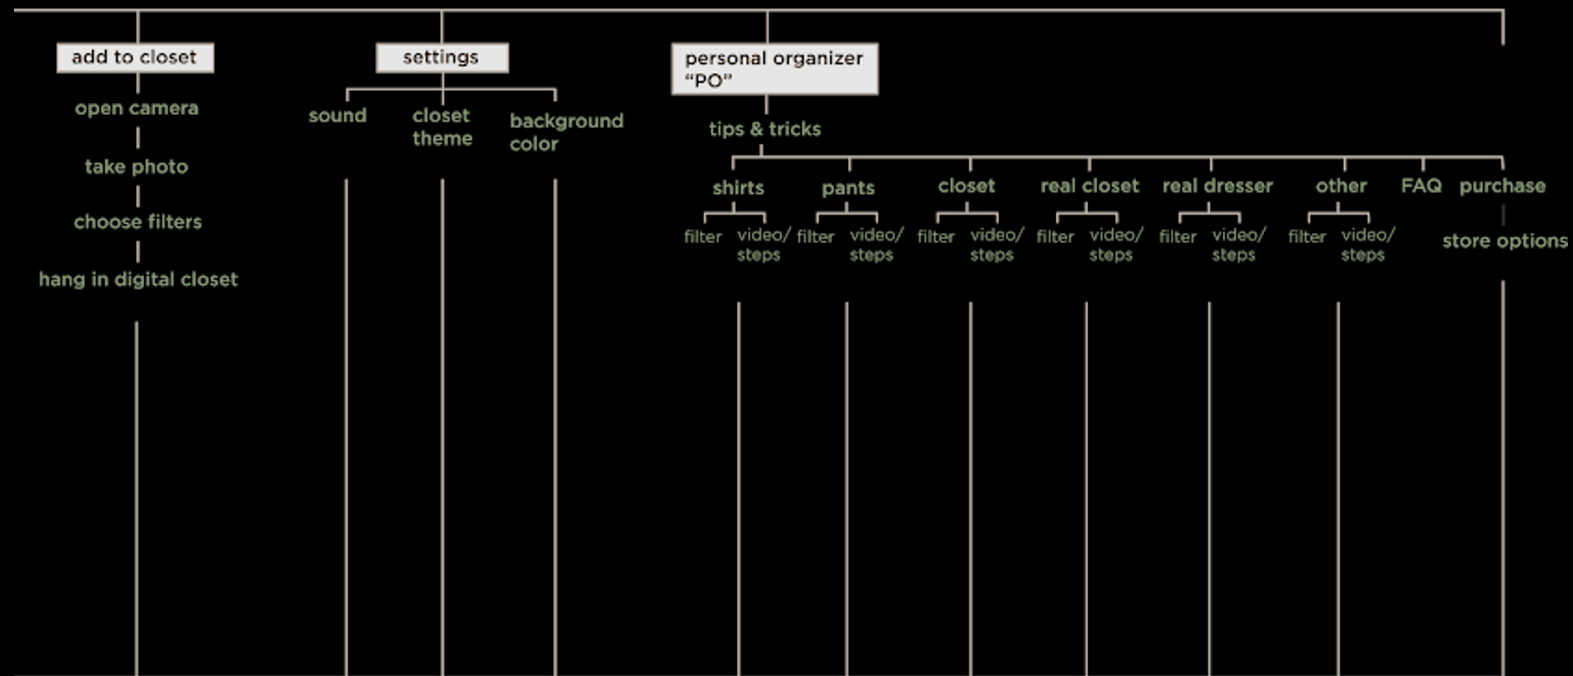 add to closet
open camera
take photo
choose filters
hang in digital closet
settings
sound
closet
theme
background
color
personal organizer
“PO”
tips & tricks
shirts
filter
video/
steps
pants
filter
video/
steps
closet
filter
video/
steps
real closet
filter
video/
steps
real dresser
filter
video/
steps
other
filter
video/
steps
FAQ
purchase
store options